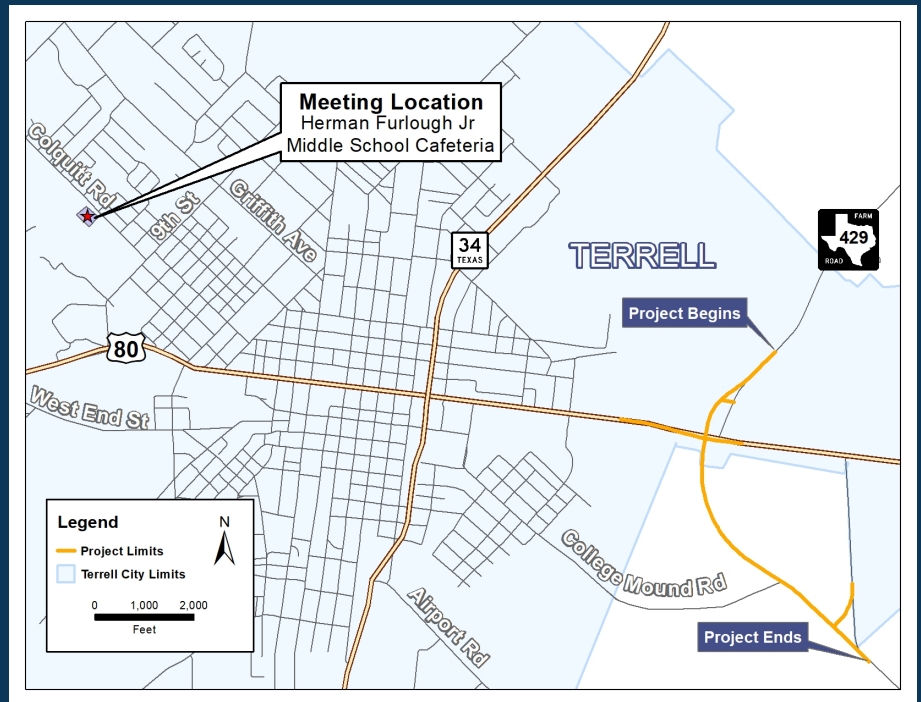 Meeting Location
Herman Furlough Jr
Middle School Cafeteria
Colquitt Rd
9th St
Griffith Ave
34
TEXAS
TERRELL
FARM
429
ROAD
Project Begins
80
West End St
Legend
N
Project Limits
Terrell City Limits
0 1,000 2,000
Feet
College Mound Rd
Airport Rd
Project Ends